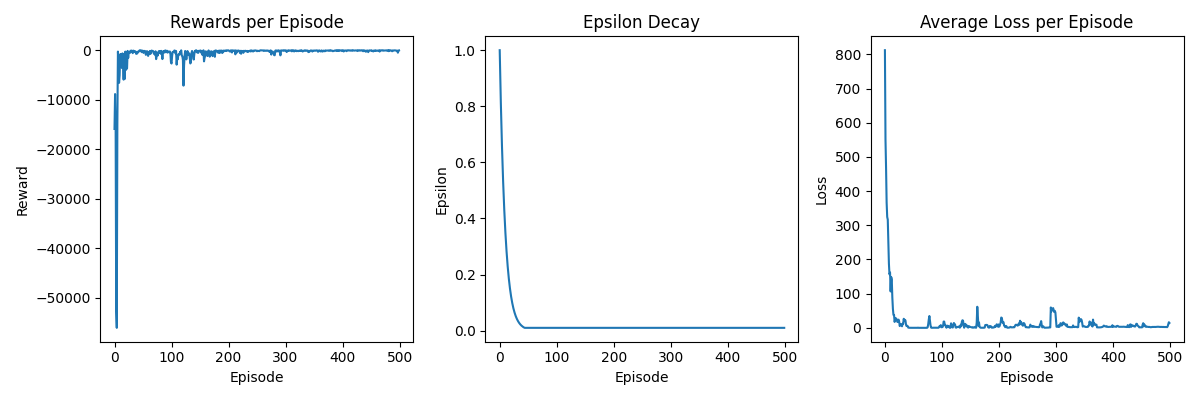 Rewards per Episode
0
−10000
−20000
−30000
−40000
−50000
Reward
0 100 200 300 400 500
Episode
Epsilon Decay
1.0
0.8
0.6
0.4
0.2
0.0
Epsilon
0 100 200 300 400 500
Episode
Average Loss per Episode
800
700
600
500
400
300
200
100
0
Loss
0 100 200 300 400 500
Episode